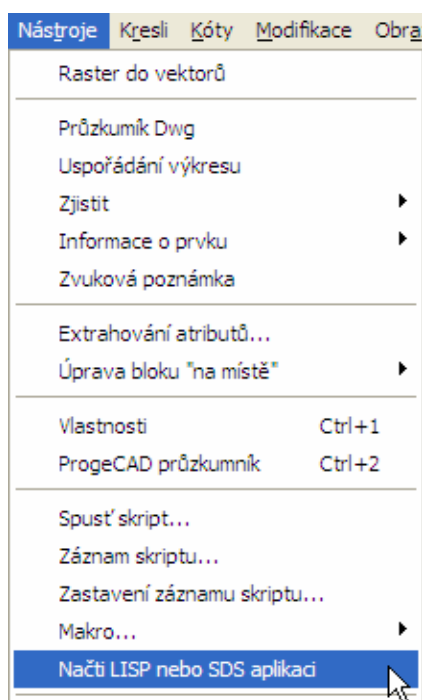 Nástroje Kresli Kóty Modifikace Obra
Raster do vektorů
Průzkumík Dwg
Uspořádání výkresu
Zjistit
Informace o prvku
Zvuková poznámka
Extrahování atributů...
Úprava bloku "na místě"
Vlastnosti Ctrl+1
ProgeCAD průzkumník Ctrl+2
Spusť skript...
Záznam skriptu...
Zastavení záznamu skriptu...
Makro...
Načti LISP nebo SDS aplikaci